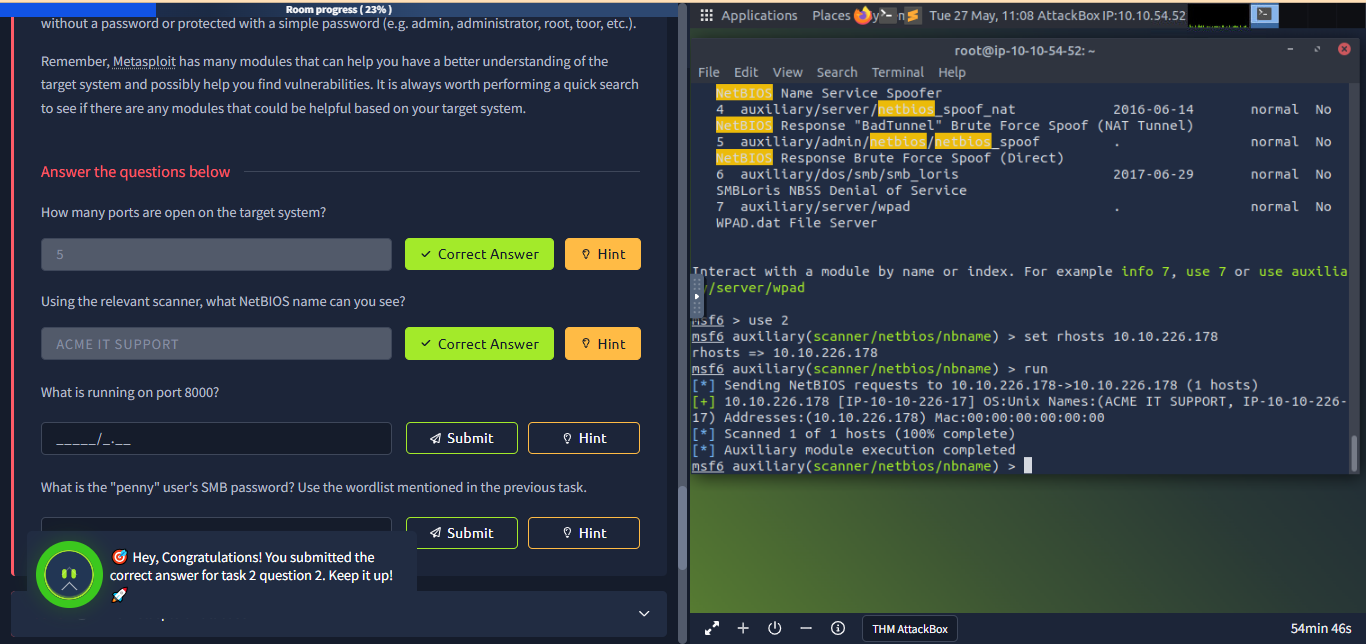 Room progress ( 23% )
without a password or protected with a simple password (e.g. admin, administrator, root, toor, etc.).
Remember, Metasploit has many modules that can help you have a better understanding of the
target system and possibly help you find vulnerabilities. It is always worth performing a quick search
to see if there are any modules that could be helpful based on your target system.
Answer the questions below
How many ports are open on the target system?
5
Correct Answer
Hint
Using the relevant scanner, what NetBIOS name can you see?
ACME IT SUPPORT
Correct Answer
Hint
What is running on port 8000?
_____/_.__
Submit
Hint
What is the "penny" user's SMB password? Use the wordlist mentioned in the previous task.
Submit
Hint
🎯 Hey, Congratulations! You submitted the
correct answer for task 2 question 2. Keep it up!
🚀
Applications Places Tue 27 May, 11:08 AttackBox IP:10.10.54.52
root@ip-10-10-54-52: ~
File Edit View Search Terminal Help
NetBIOS Name Service Spoofer
4 auxiliary/server/netbios_spoof_nat 2016-06-14 normal No
NetBIOS Response "BadTunnel" Brute Force Spoof (NAT Tunnel)
5 auxiliary/admin/netbios/netbios_spoof . normal No
NetBIOS Response Brute Force Spoof (Direct)
6 auxiliary/dos/smb/smb_loris 2017-06-29 normal No
SMBLoris NBSS Denial of Service
7 auxiliary/server/wpad . normal No
WPAD.dat File Server
Interact with a module by name or index. For example info 7, use 7 or use auxilia
y/server/wpad
msf6 > use 2
msf6 auxiliary(scanner/netbios/nbname) > set rhosts 10.10.226.178
rhosts => 10.10.226.178
msf6 auxiliary(scanner/netbios/nbname) > run
[*] Sending NetBIOS requests to 10.10.226.178->10.10.226.178 (1 hosts)
[+] 10.10.226.178 [IP-10-10-226-17] OS:Unix Names:(ACME IT SUPPORT, IP-10-10-226-
17) Addresses:(10.10.226.178) Mac:00:00:00:00:00:00
[*] Scanned 1 of 1 hosts (100% complete)
[*] Auxiliary module execution completed
msf6 auxiliary(scanner/netbios/nbname) >
THM AttackBox
54min 46s